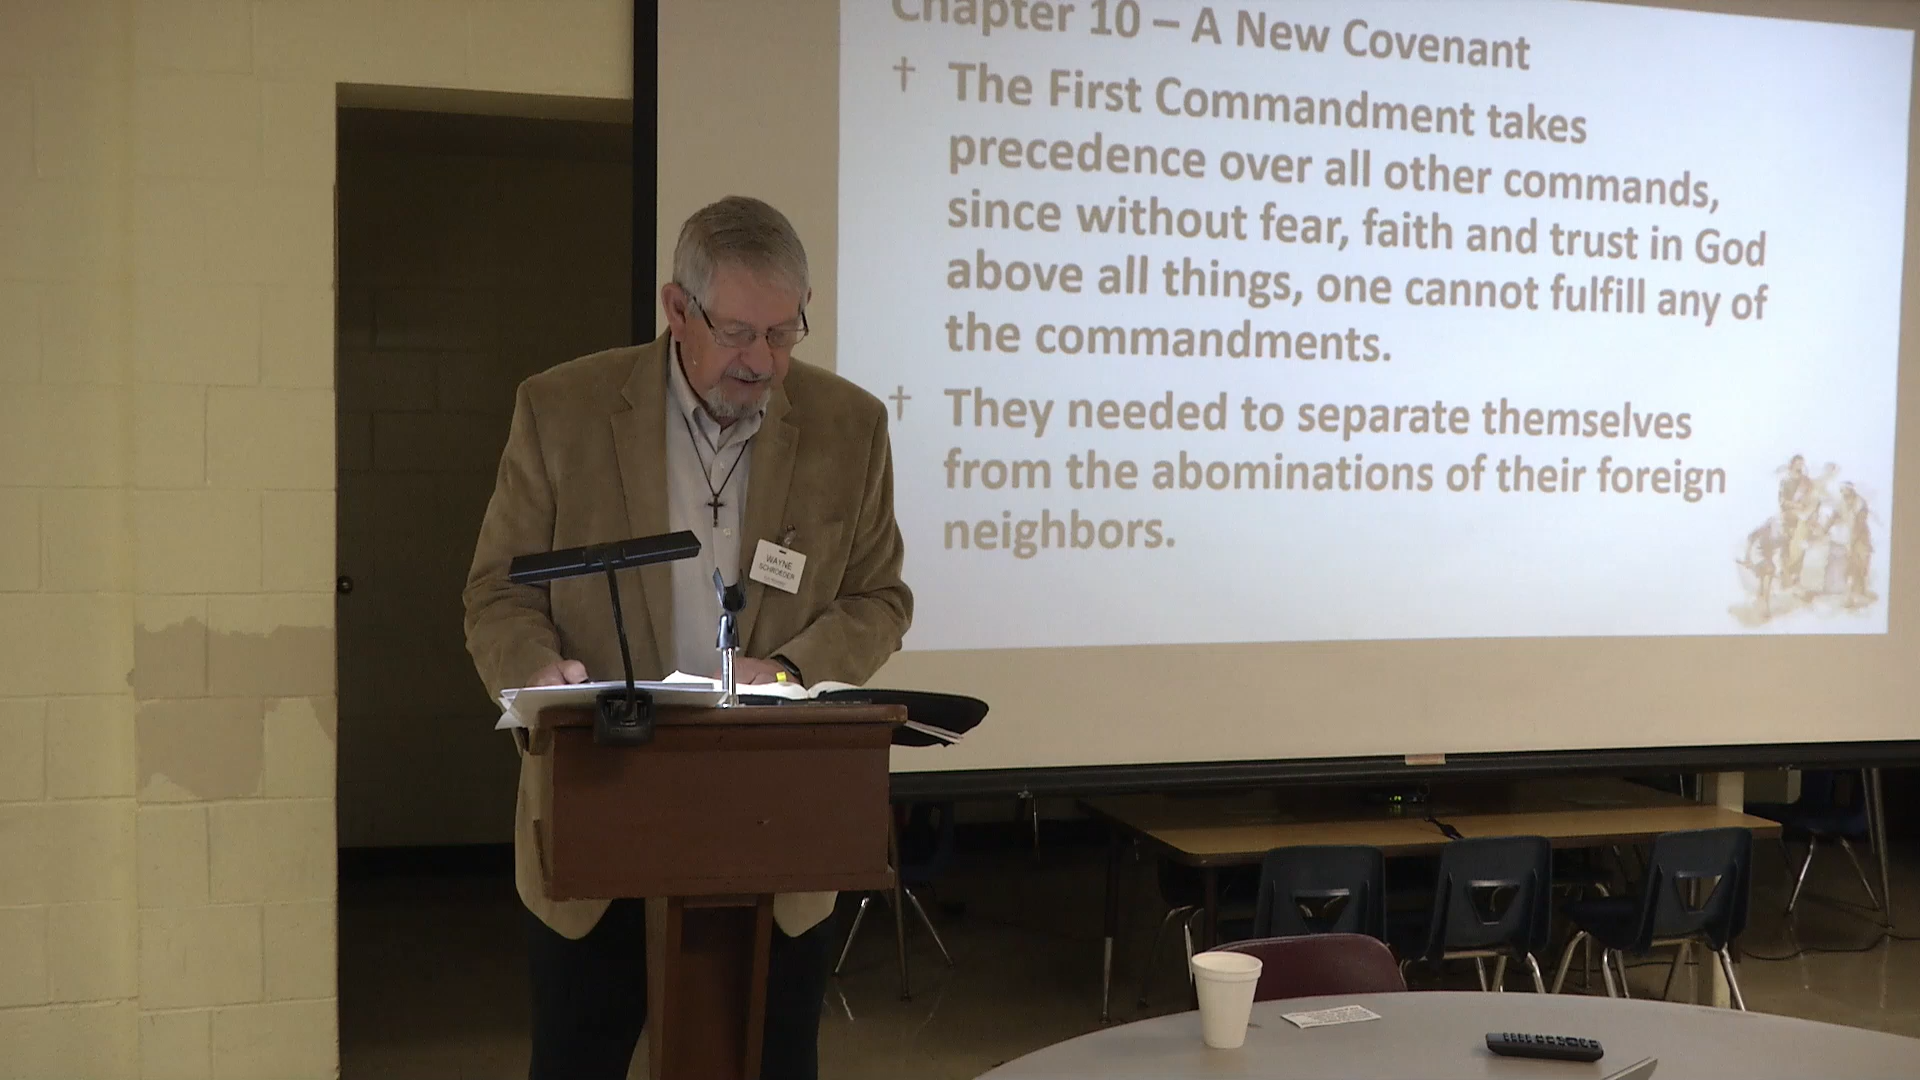 Chapter 10 – A New Covenant
† The First Commandment takes
precedence over all other commands,
since without fear, faith and trust in God
above all things, one cannot fulfill any of
the commandments.
† They needed to separate themselves
from the abominations of their foreign
neighbors.
WAYNE
SCHROEDER